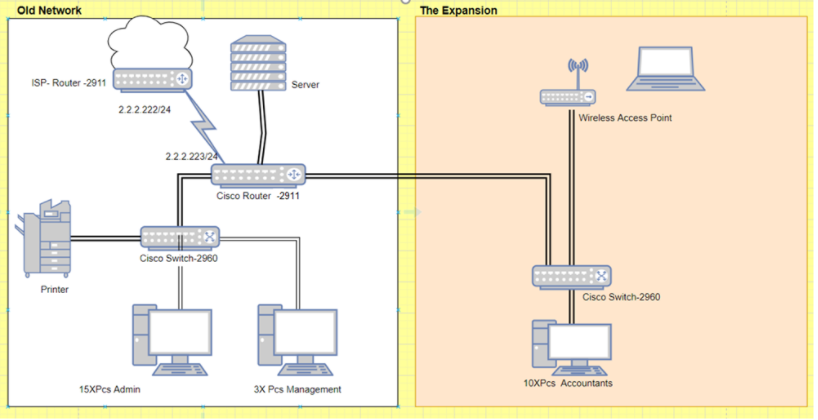 Old Network
The Expansion
ISP- Router -2911
Server
2.2.2.222/24
Wireless Access Point
2.2.2.223/24
Cisco Router -2911
Cisco Switch-2960
Printer
Cisco Switch-2960
15XPcs Admin
3X Pcs Management
10XPcs Accountants